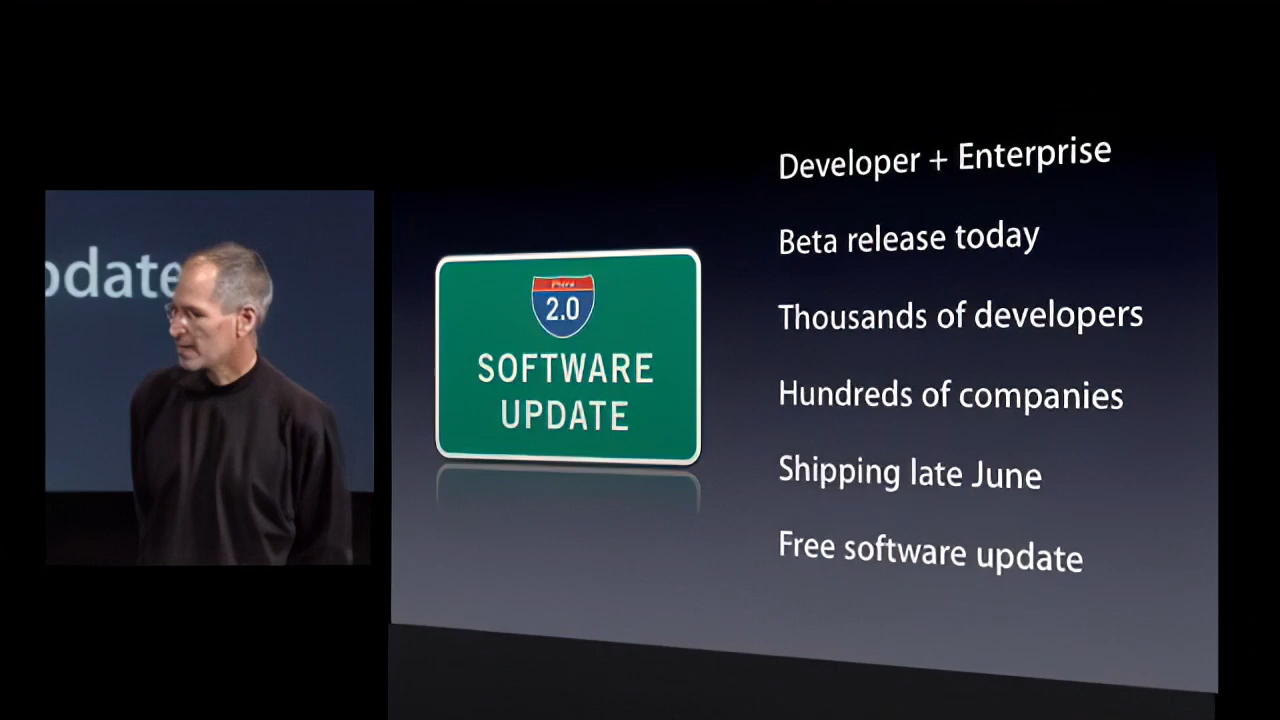 pdate
2.0
SOFTWARE
UPDATE
Developer + Enterprise
Beta release today
Thousands of developers
Hundreds of companies
Shipping late June
Free software update